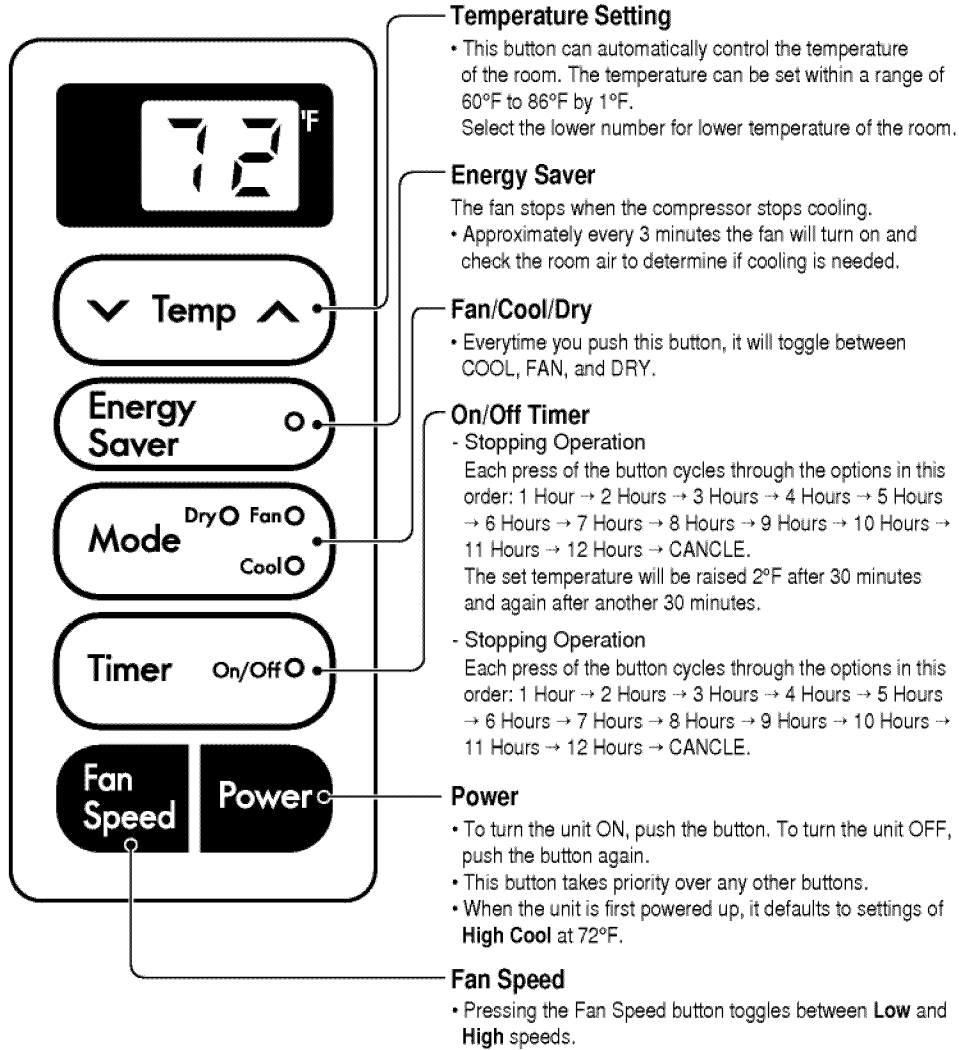 72 °F
Temp
Energy
Saver
Dry Fan
Mode
Cool
Timer On/Off
Fan
Speed
Power
Temperature Setting
• This button can automatically control the temperature
of the room. The temperature can be set within a range of
60°F to 86°F by 1°F.
Select the lower number for lower temperature of the room.
Energy Saver
The fan stops when the compressor stops cooling.
• Approximately every 3 minutes the fan will turn on and
check the room air to determine if cooling is needed.
Fan/Cool/Dry
• Everytime you push this button, it will toggle between
COOL, FAN, and DRY.
On/Off Timer
- Stopping Operation
Each press of the button cycles through the options in this
order: 1 Hour → 2 Hours → 3 Hours → 4 Hours → 5 Hours
→ 6 Hours → 7 Hours → 8 Hours → 9 Hours → 10 Hours →
11 Hours → 12 Hours → CANCLE.
The set temperature will be raised 2°F after 30 minutes
and again after another 30 minutes.
- Stopping Operation
Each press of the button cycles through the options in this
order: 1 Hour → 2 Hours → 3 Hours → 4 Hours → 5 Hours
→ 6 Hours → 7 Hours → 8 Hours → 9 Hours → 10 Hours →
11 Hours → 12 Hours → CANCLE.
Power
• To turn the unit ON, push the button. To turn the unit OFF,
push the button again.
• This button takes priority over any other buttons.
• When the unit is first powered up, it defaults to settings of
High Cool at 72°F.
Fan Speed
• Pressing the Fan Speed button toggles between Low and
High speeds.